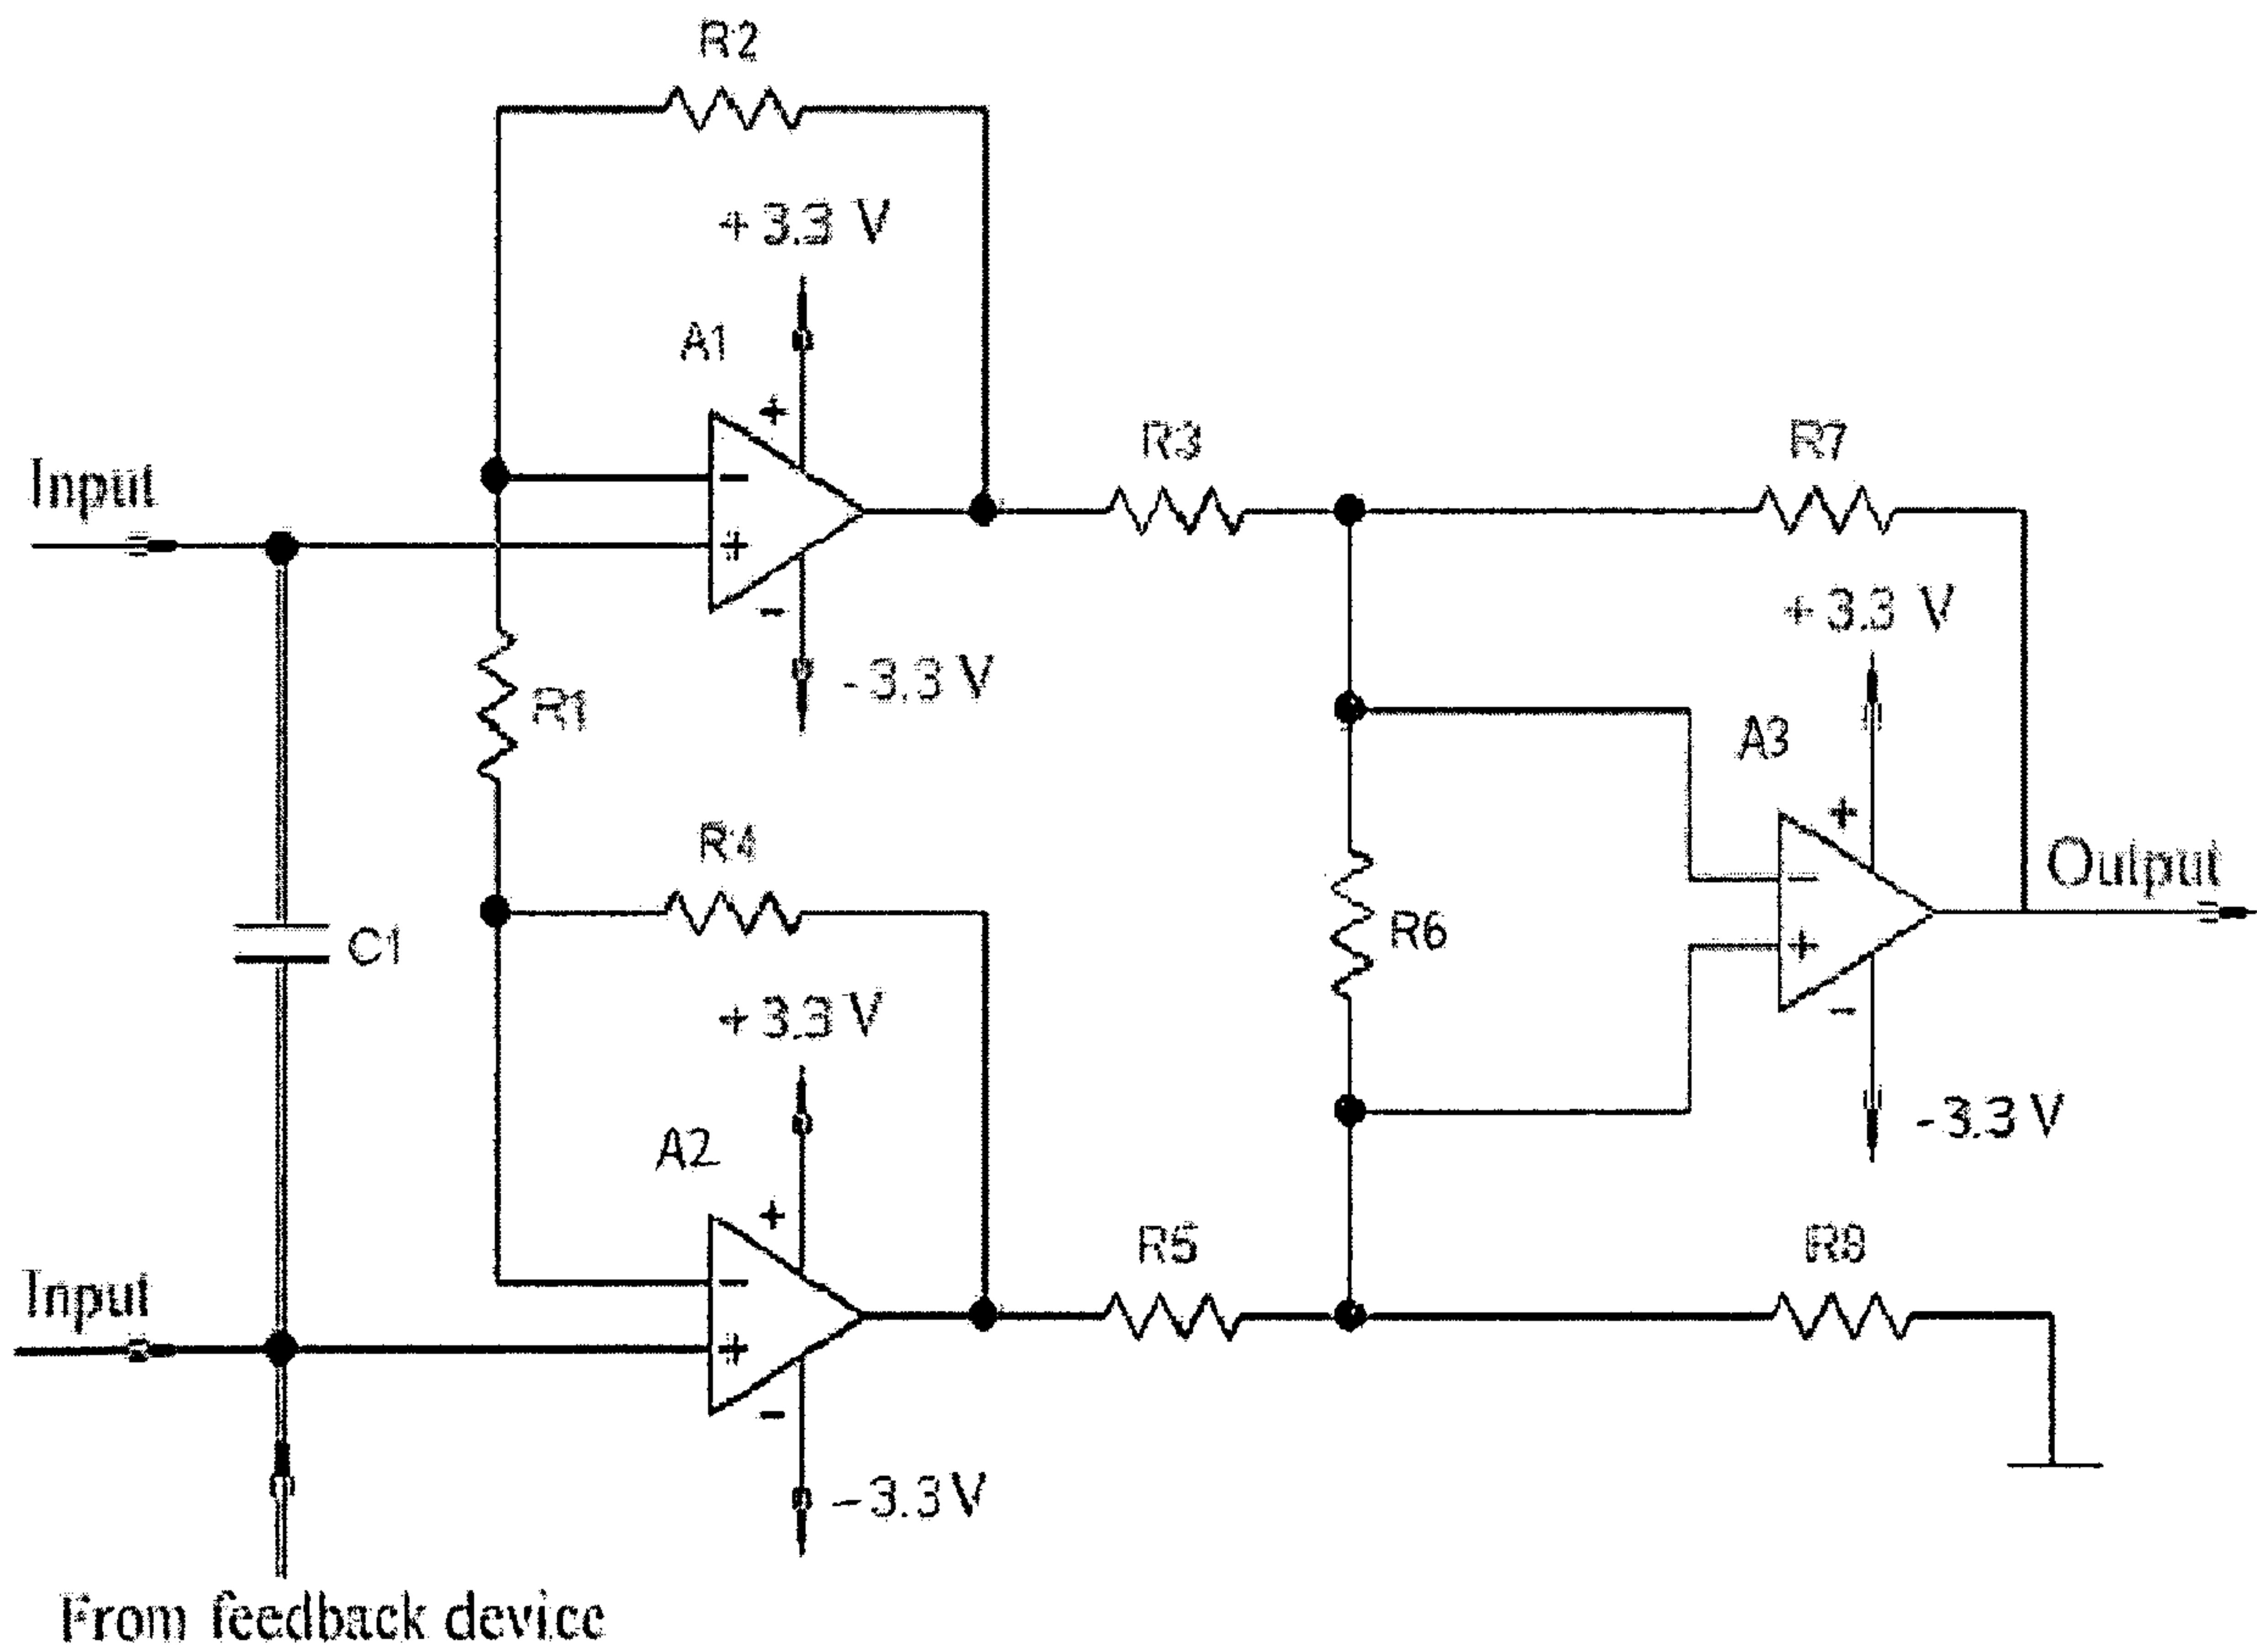 R2
+3.3 V
A1
Input
R3
R7
-3.3 V
R1
+3.3 V
A3
R4
Output
C1
R6
+3.3 V
-3.3 V
A2
R5
R8
Input
-3.3V
From feedback device